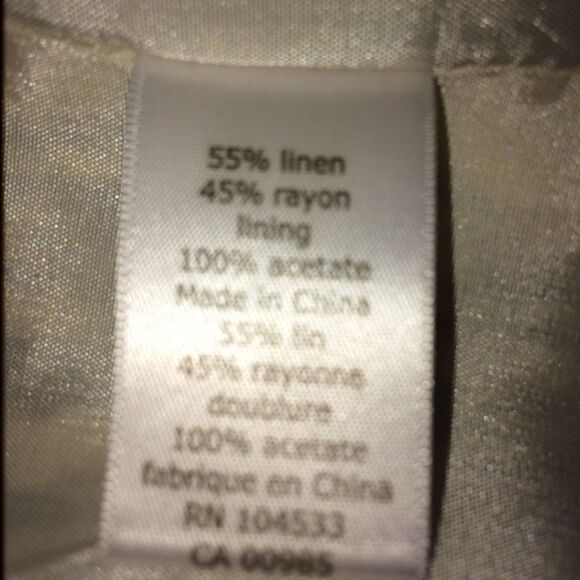 55% linen
45% rayon
lining
100% acetate
Made in China
55% lin
45% rayonne
doublure
100% acetate
fabrique en China
RN 104533
CA 00985